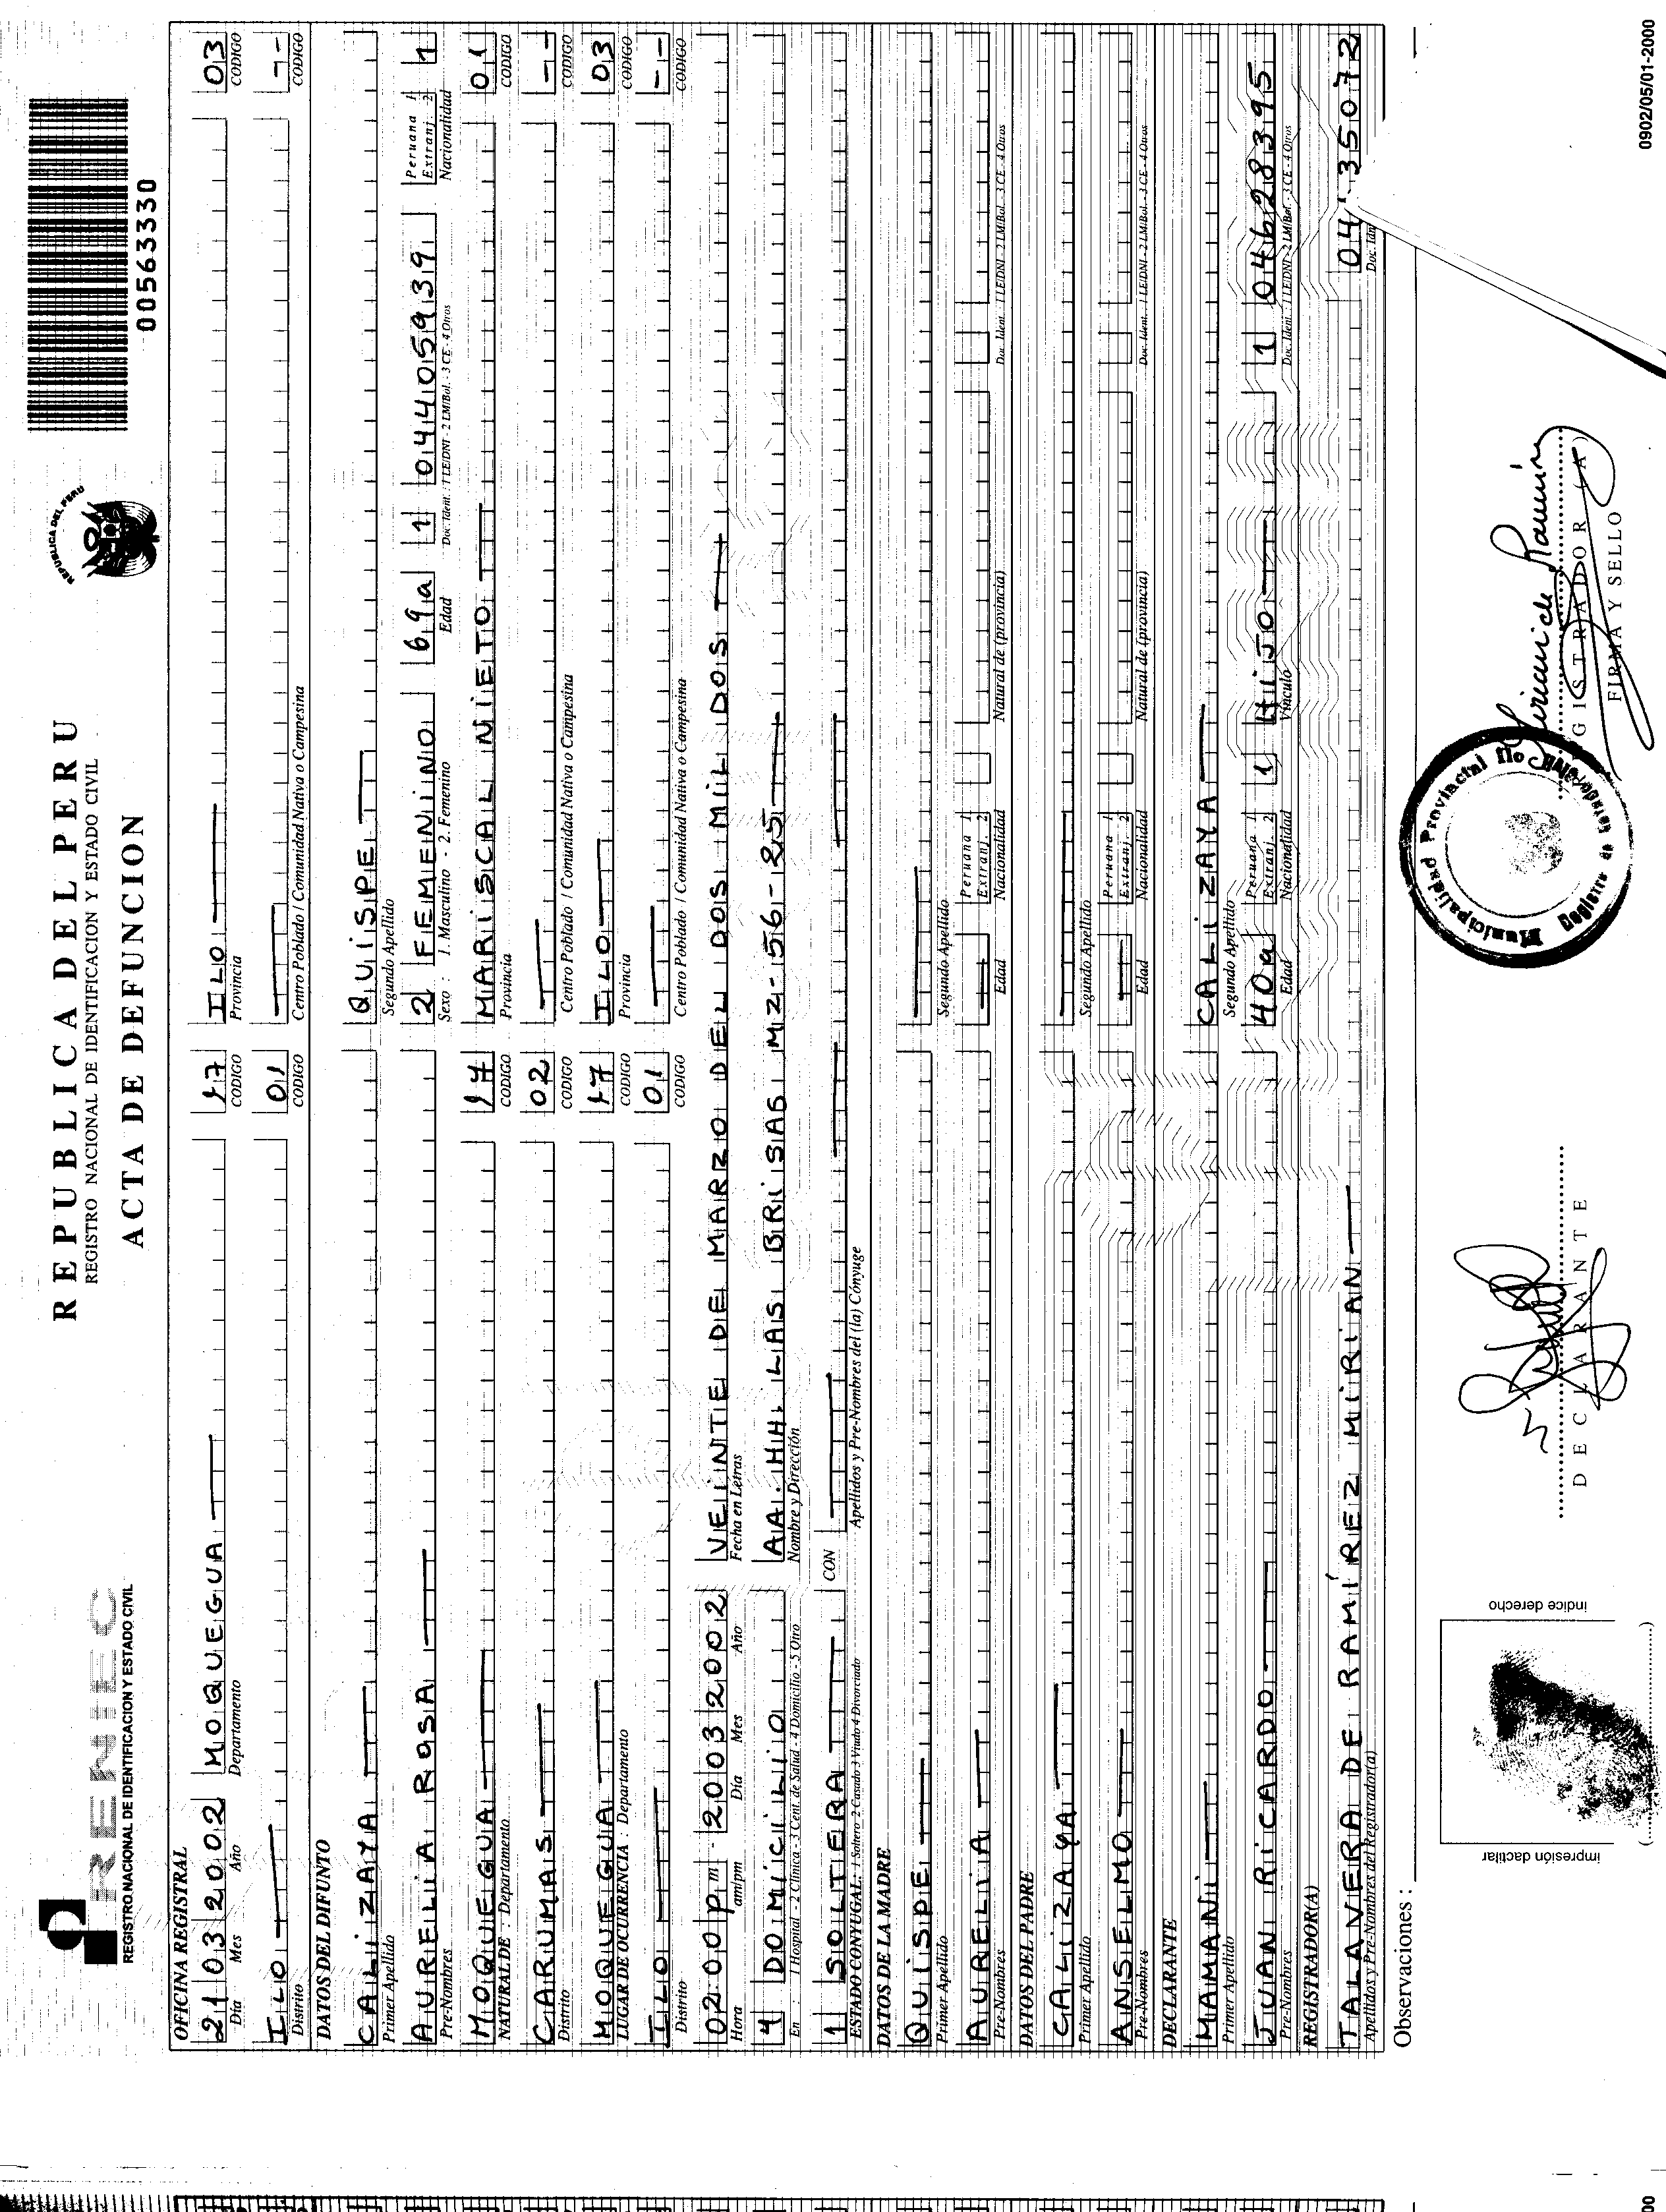 RENIEC
REGISTRO NACIONAL DE IDENTIFICACION Y ESTADO CIVIL
REPUBLICA DEL PERU
REGISTRO NACIONAL DE IDENTIFICACION Y ESTADO CIVIL
ACTA DE DEFUNCION
REPUBLICA DEL PERU
00563330
OFICINA REGISTRAL
21 03 2002 MOQUEGUA 17 ILO 03
Día Mes Año Departamento CODIGO Provincia CODIGO
ILO 01 --
Distrito CODIGO Centro Poblado / Comunidad Nativa o Campesina CODIGO
DATOS DEL DIFUNTO
CALIZAYA QUISPE
Primer Apellido Segundo Apellido
AURELIA ROSA 2 FEMENINO 69a 1 04405939 Peruana 1 Extranj. 2 1
Pre-Nombres Sexo : 1. Masculino - 2. Femenino Edad Doc. Ident. : 1 LE/DNI - 2 LM/Bol. - 3 CE - 4 Otros Nacionalidad
MOQUEGUA 17 MARISCAL NIETO 01
NATURAL DE : Departamento CODIGO Provincia CODIGO
CARUMAS 02 --
Distrito CODIGO Centro Poblado / Comunidad Nativa o Campesina CODIGO
MOQUEGUA 17 ILO 03
LUGAR DE OCURRENCIA : Departamento CODIGO Provincia CODIGO
ILO 01 --
Distrito CODIGO Centro Poblado / Comunidad Nativa o Campesina CODIGO
02:00 pm 20 03 2002 VEINTE DE MARZO DEL DOS MIL DOS
Hora am/pm Día Mes Año Fecha en Letras
4 DOMICILIO AA.HH. LAS BRISAS MZ-56-25
En : 1 Hospital - 2 Clínica - 3 Cent. de Salud - 4 Domicilio - 5 Otro Nombre y Dirección
1 SOLTERA CON
ESTADO CONYUGAL: 1 Soltero 2 Casado 3 Viudo 4 Divorciado Apellidos y Pre-Nombres del (la) Cónyuge
DATOS DE LA MADRE
QUISPE
Primer Apellido Segundo Apellido
AURELIA Peruana 1 Extranj. 2
Pre-Nombres Edad Nacionalidad Natural de (provincia) Doc. Ident. 1 LE/DNI - 2 LM/Bol. - 3 CE - 4 Otros
DATOS DEL PADRE
CALIZAYA
Primer Apellido Segundo Apellido
ANSELMO Peruana 1 Extranj. 2
Pre-Nombres Edad Nacionalidad Natural de (provincia) Doc. Ident. 1 LE/DNI - 2 LM/Bol. - 3 CE - 4 Otros
DECLARANTE
MAMANI CALIZAYA
Primer Apellido Segundo Apellido
JUAN RICARDO 40a Peruana 1 Extranj. 2 1 HIJO 1 04628395
Pre-Nombres Edad Nacionalidad Vínculo Doc. Ident. 1 LE/DNI - 2 LM/Bol. - 3 CE - 4 Otros
REGISTRADOR(A)
TALAVERA DE RAMÍREZ MIRIAN 04 35072
Apellidos y Pre-Nombres del Registrador(a) Doc. Iden
Observaciones :
impresión dactilar
índice derecho
DECLARANTE
Municipalidad Provincial Ilo
Registro de
Ramírez
GISTRADOR (A)
FIRMA Y SELLO
0902/05/01-2000
00